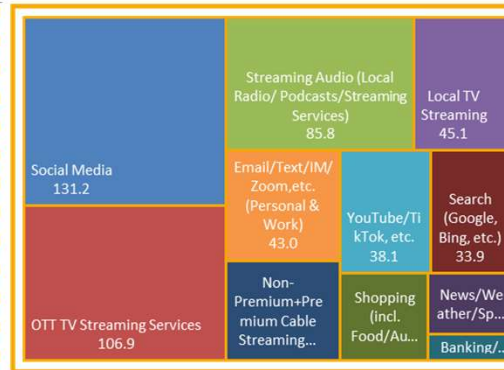 Social Media
131.2
OTT TV Streaming Services
106.9
Streaming Audio (Local
Radio/ Podcasts/Streaming
Services)
85.8
Local TV
Streaming
45.1
Email/Text/IM/
Zoom,etc.
(Personal &
Work)
43.0
YouTube/Ti
kTok, etc.
38.1
Search
(Google,
Bing, etc.)
33.9
Non-
Premium+Pre
mium Cable
Streaming...
Shopping
(incl.
Food/Au...
News/We
ather/Sp...
Banking/...